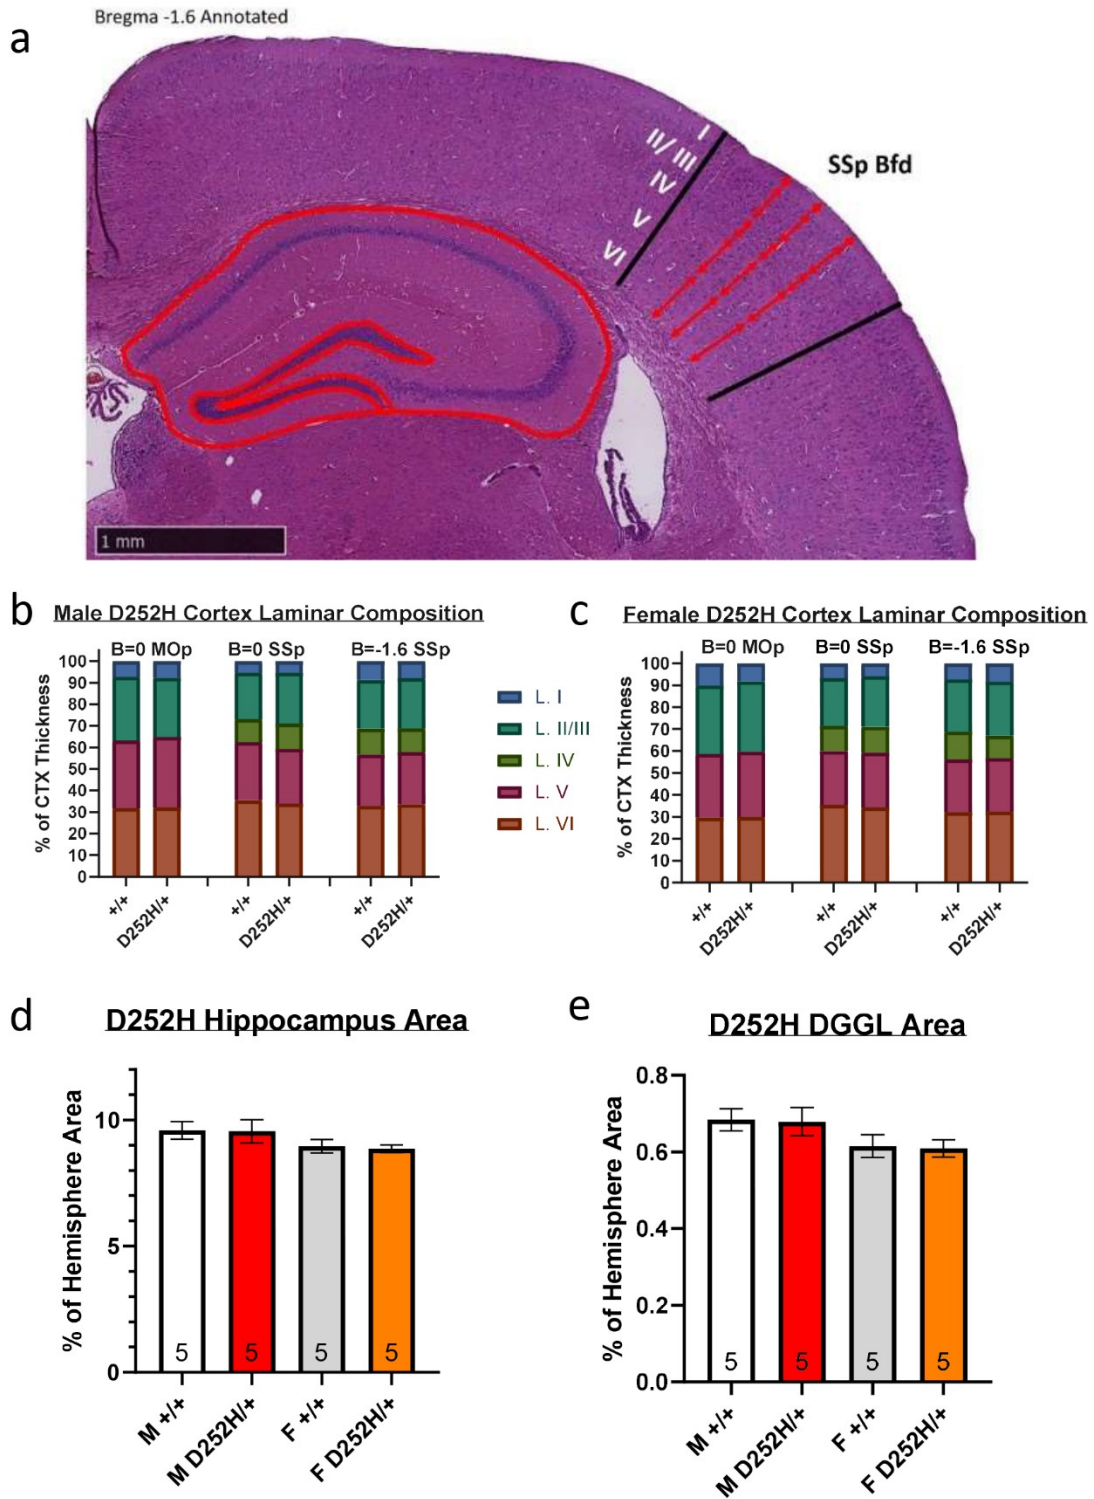 a
Bregma -1.6 Annotated
I
II/ III
IV
V
VI
SSp Bfd
1 mm
b
Male D252H Cortex Laminar Composition
B=0 MOp B=0 SSp B=-1.6 SSp
% of CTX Thickness
100
90
80
70
60
50
40
30
20
10
0
+/+ D252H/+ +/+ D252H/+ +/+ D252H/+
L. I
L. II/III
L. IV
L. V
L. VI
c
Female D252H Cortex Laminar Composition
B=0 MOp B=0 SSp B=-1.6 SSp
% of CTX Thickness
100
90
80
70
60
50
40
30
20
10
0
+/+ D252H/+ +/+ D252H/+ +/+ D252H/+
d
D252H Hippocampus Area
% of Hemisphere Area
10
5
0
5 5 5 5
M +/+ M D252H/+ F +/+ F D252H/+
e
D252H DGGL Area
% of Hemisphere Area
0.8
0.6
0.4
0.2
0.0
5 5 5 5
M +/+ M D252H/+ F +/+ F D252H/+